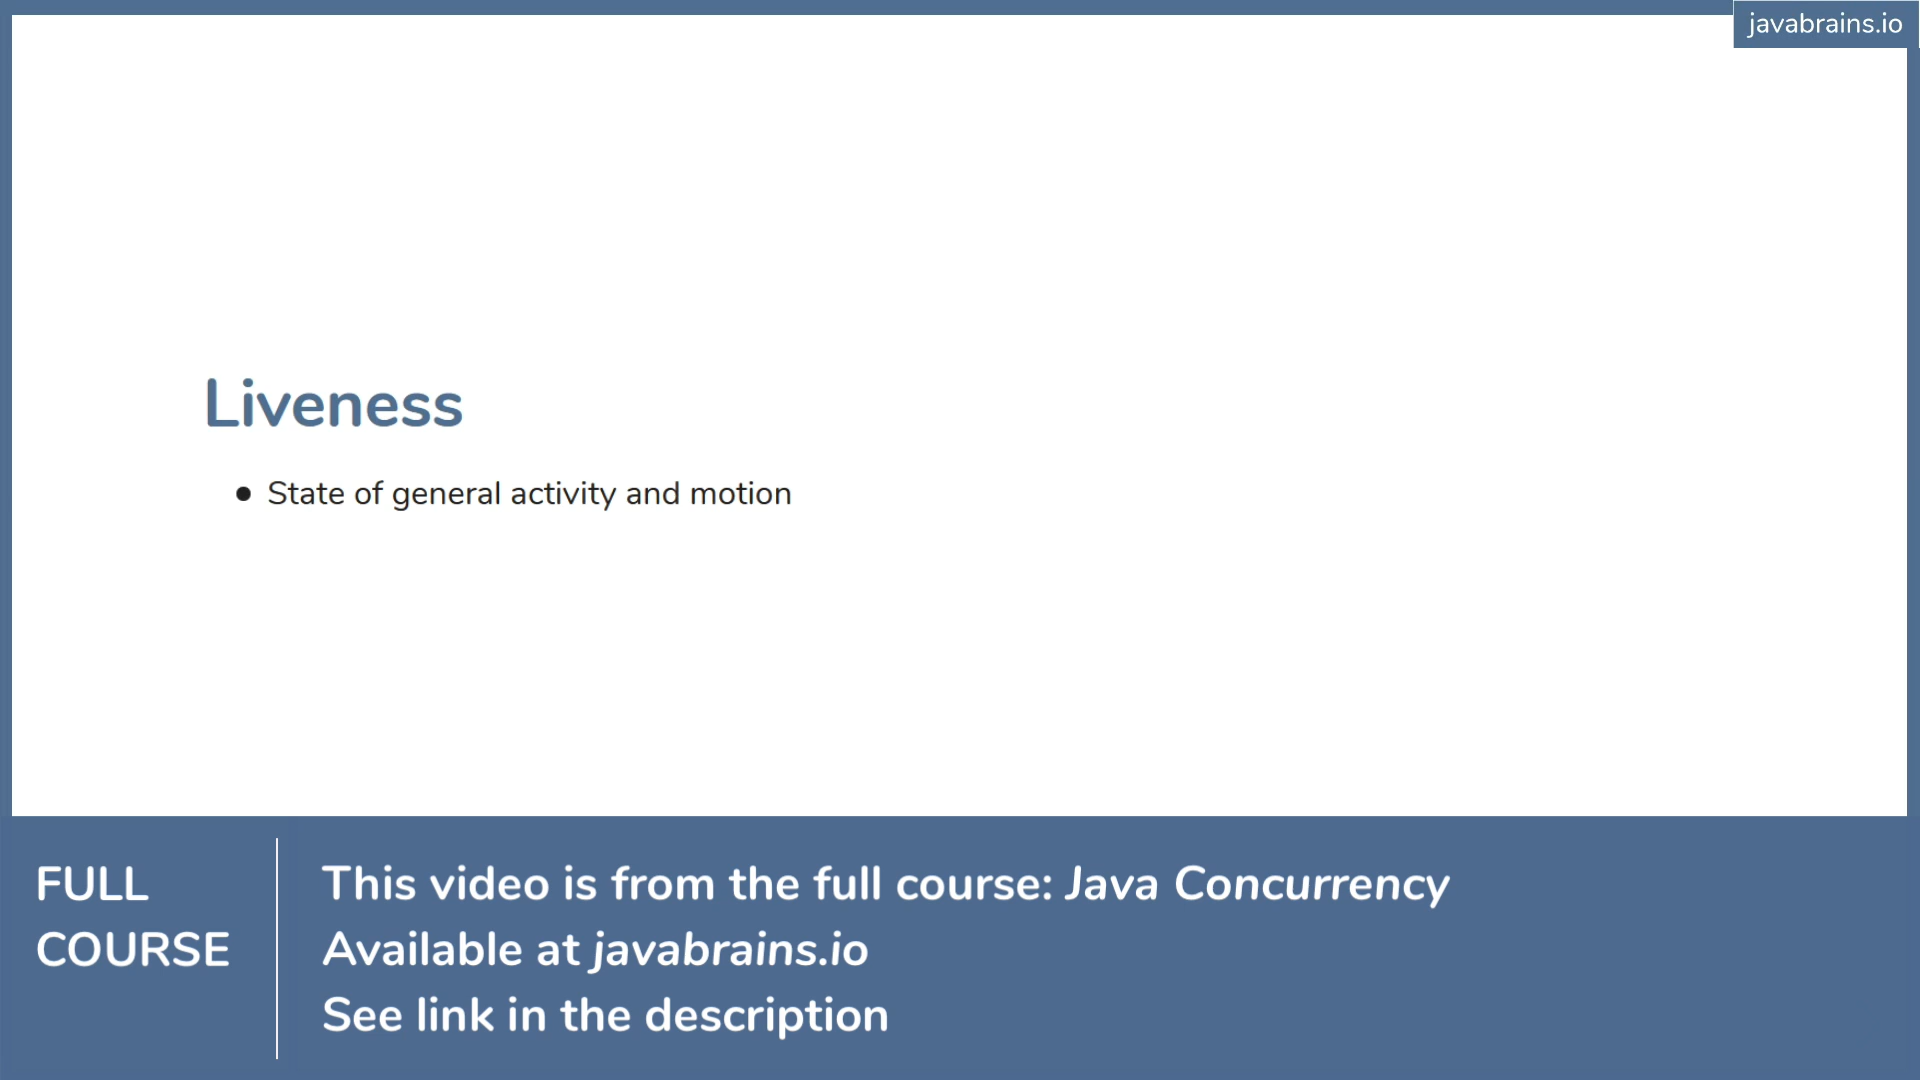 javabrains.io
Liveness
● State of general activity and motion
FULL
COURSE
This video is from the full course: Java Concurrency
Available at javabrains.io
See link in the description